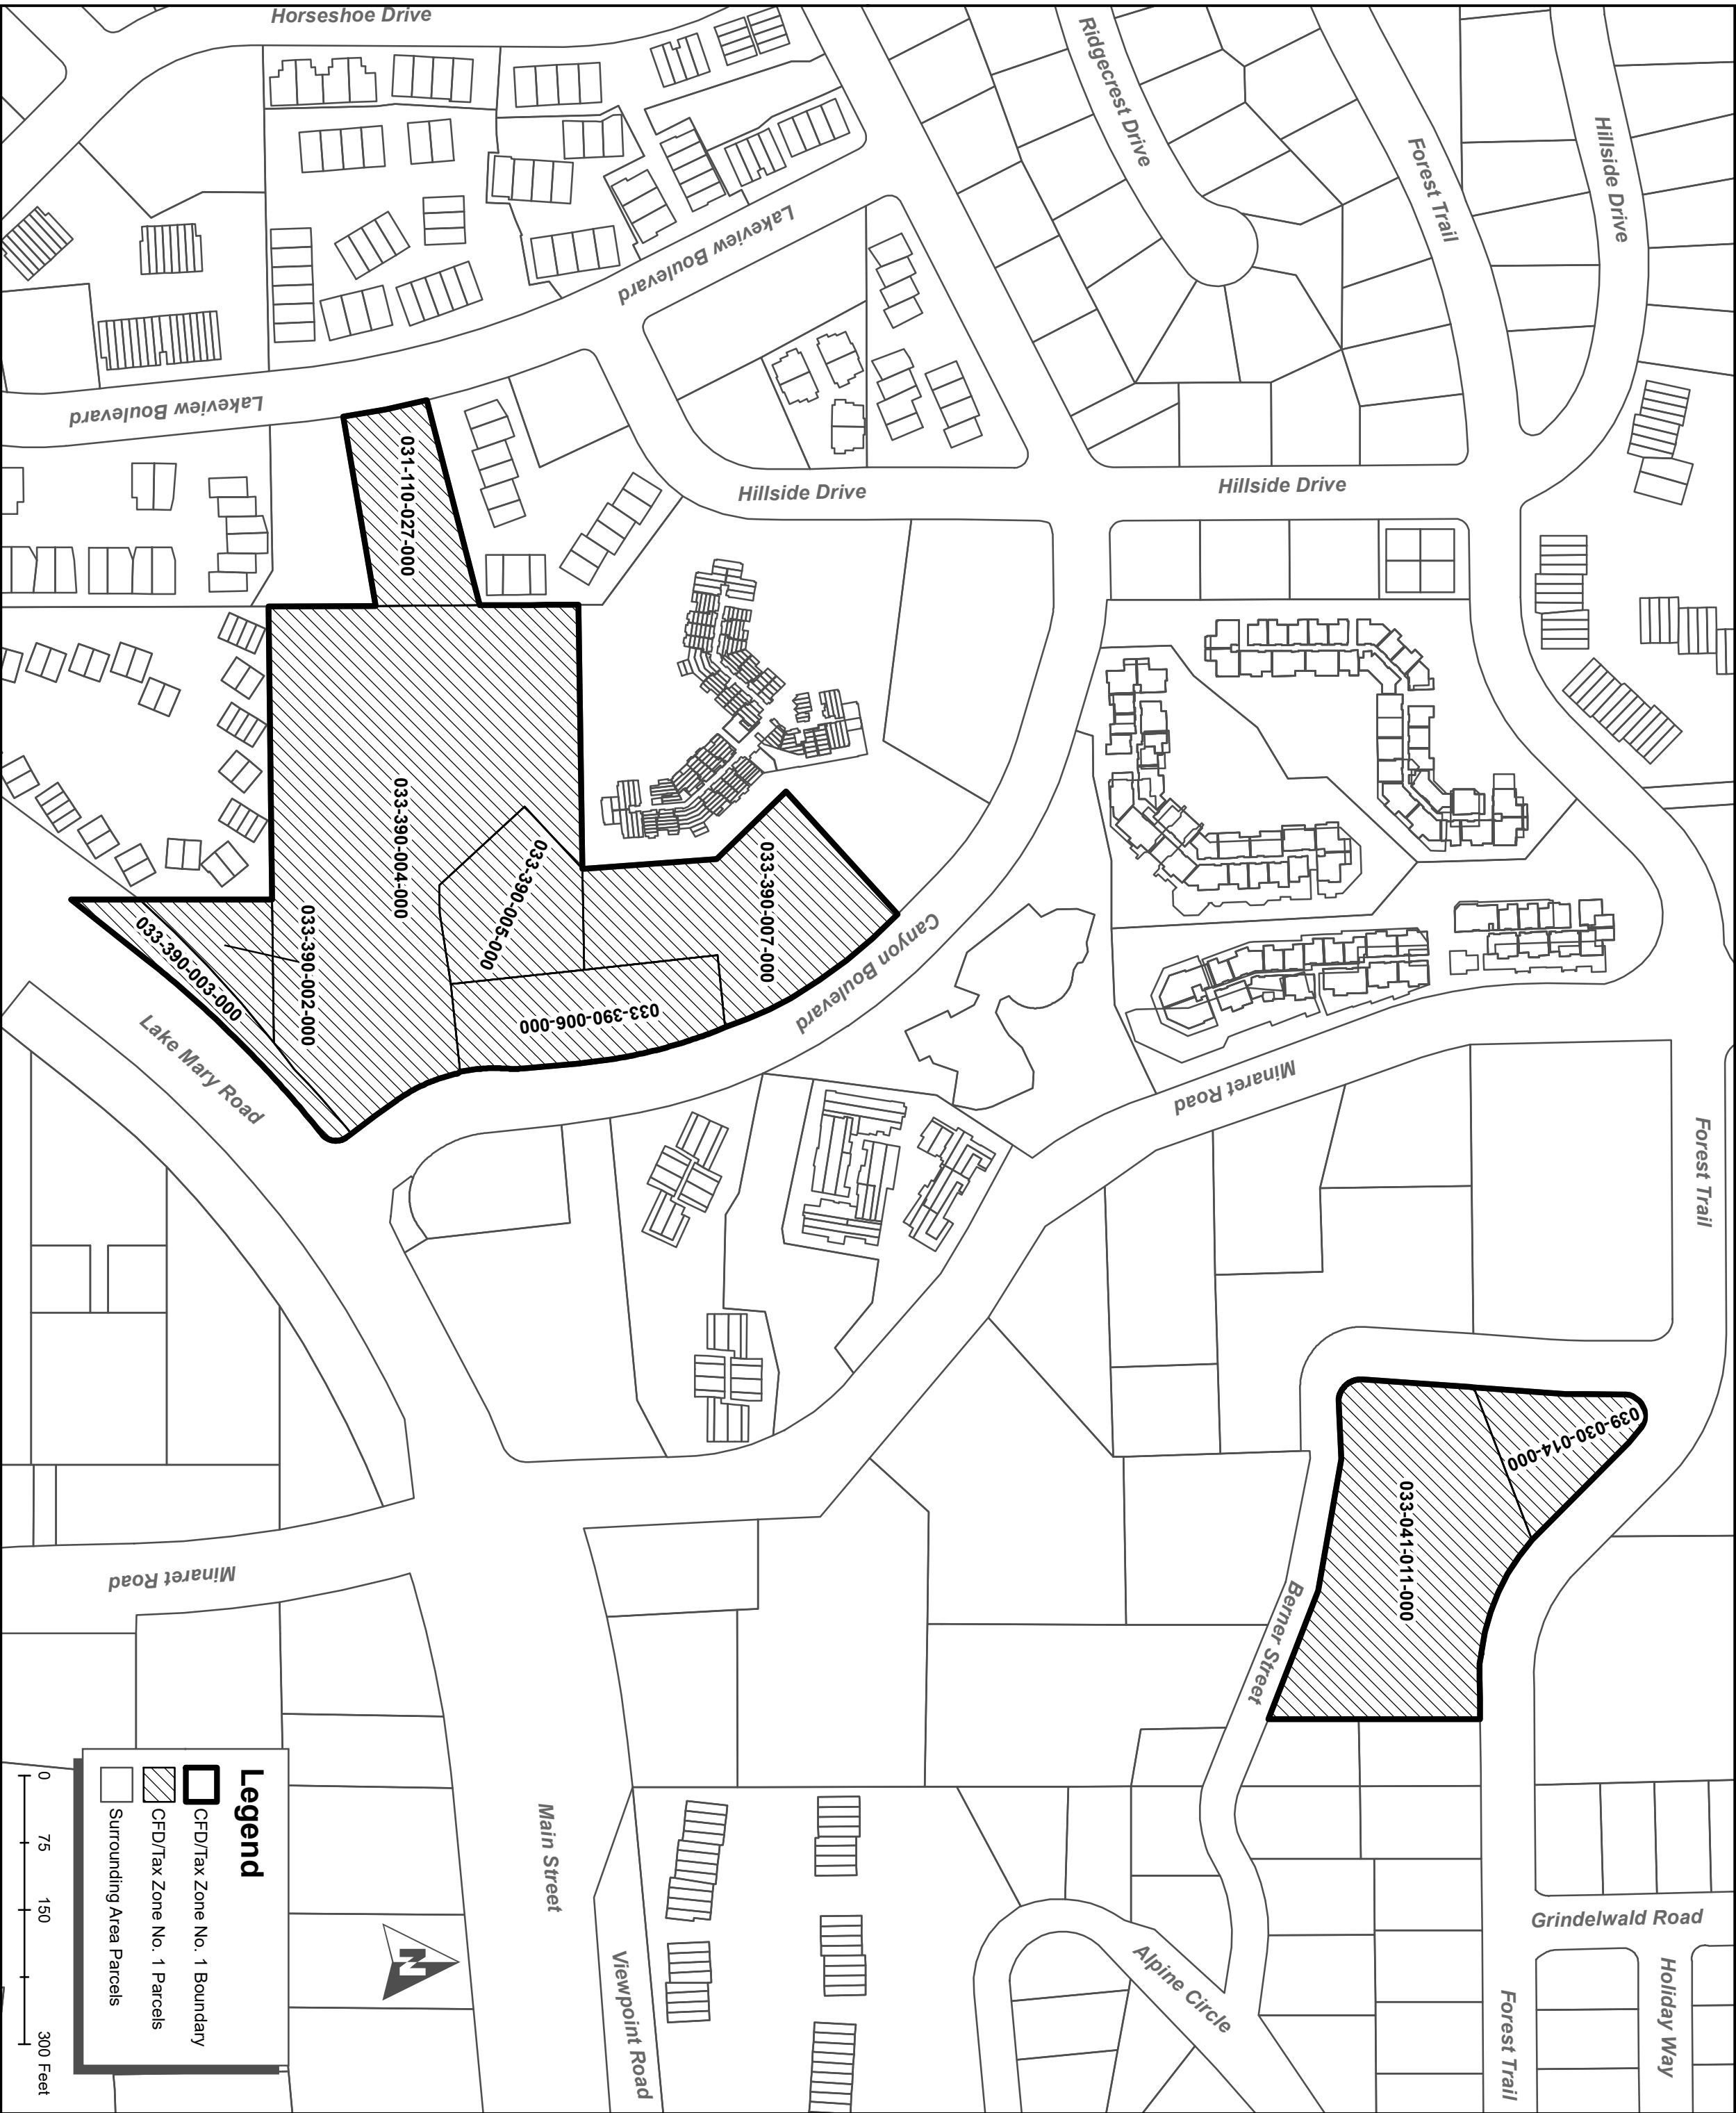 Horseshoe Drive
Ridgecrest Drive
Forest Trail
Hillside Drive
Lakeview Boulevard
Lakeview Boulevard
Hillside Drive
Hillside Drive
031-110-027-000
033-390-004-000
033-390-005-000
033-390-007-000
033-390-003-000
033-390-002-000
033-390-006-000
Canyon Boulevard
Lake Mary Road
Minaret Road
Forest Trail
039-030-014-000
033-041-011-000
Berner Street
Minaret Road
Main Street
Viewpoint Road
Alpine Circle
Grindelwald Road
Holiday Way
Forest Trail
N
Legend
CFD/Tax Zone No. 1 Boundary
CFD/Tax Zone No. 1 Parcels
Surrounding Area Parcels
0 75 150 300 Feet